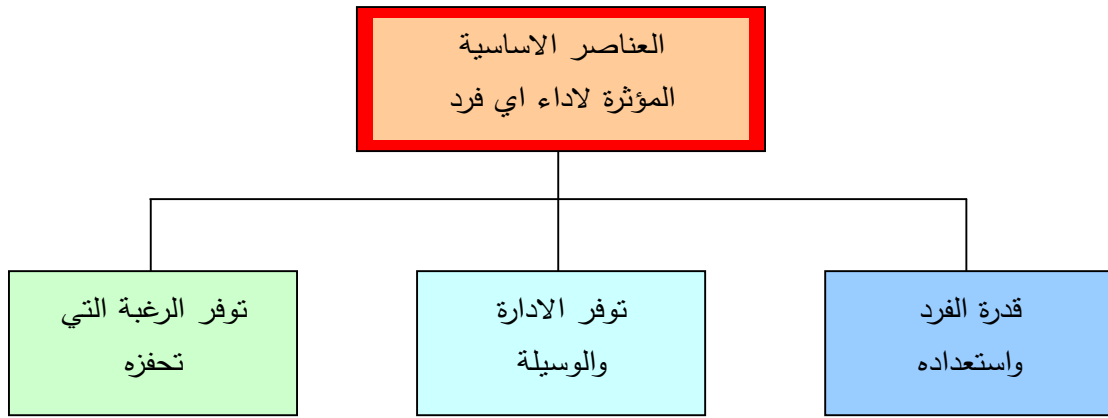 العناصر الاساسية
المؤثرة لاداء اي فرد
قدرة الفرد
واستعداده
توفر الادارة
والوسيلة
توفر الرغبة التي
تحفزه